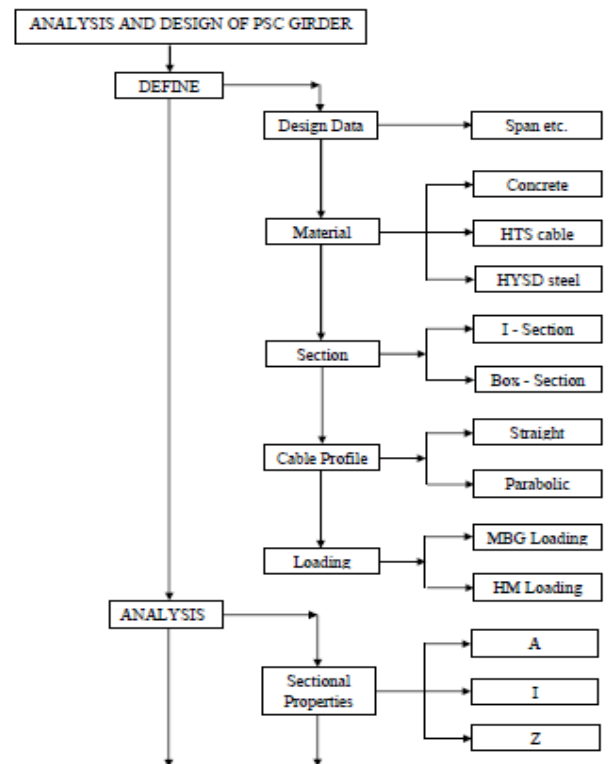 ANALYSIS AND DESIGN OF PSC GIRDER
DEFINE
Design Data
Span etc.
Material
Concrete
HTS cable
HYSD steel
Section
I - Section
Box - Section
Cable Profile
Straight
Parabolic
Loading
MBG Loading
HM Loading
ANALYSIS
Sectional
Properties
A
I
Z